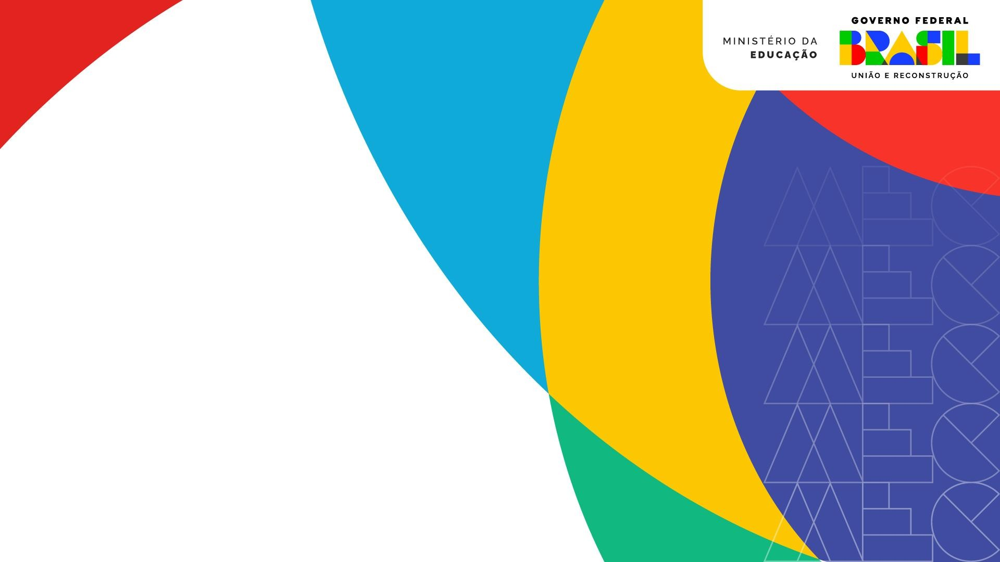 MINISTÉRIO DA
EDUCAÇÃO
GOVERNO FEDERAL
BRASIL
UNIÃO E RECONSTRUÇÃO